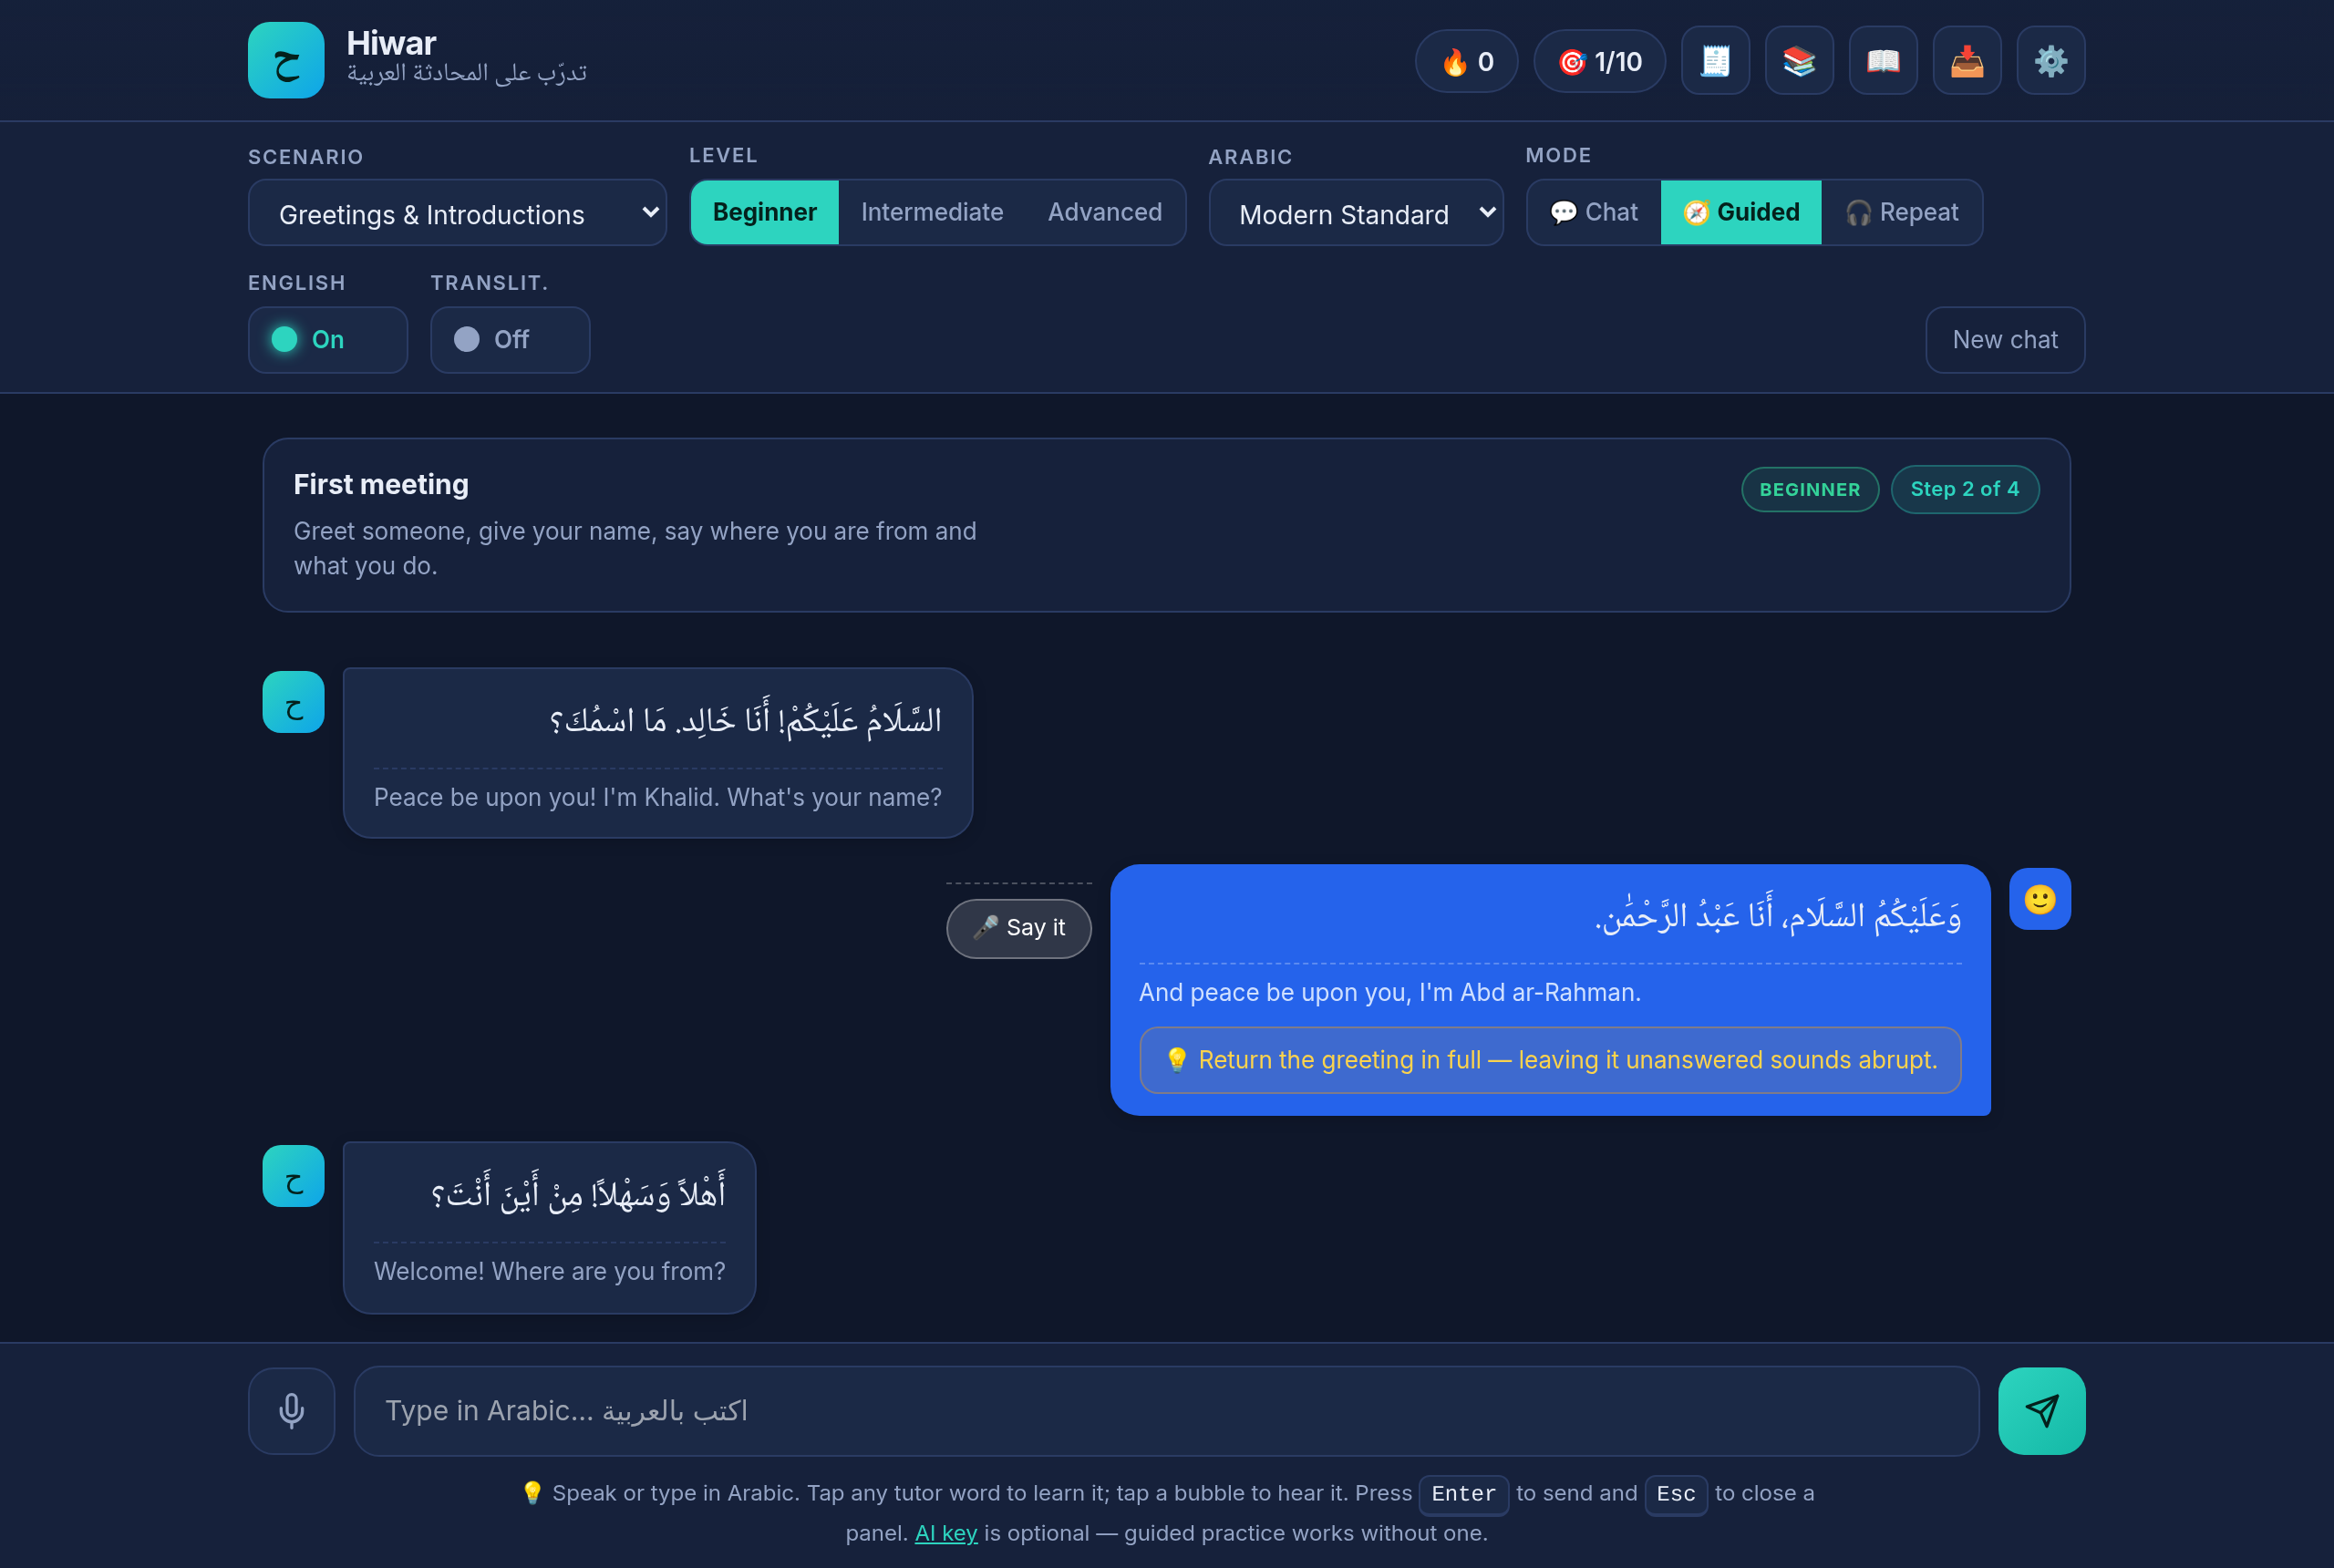 ح
Hiwar
تدرّب على المحادثة العربية
🔥 0
🎯 1/10
SCENARIO
Greetings & Introductions
LEVEL
Beginner Intermediate Advanced
ARABIC
Modern Standard
MODE
💬 Chat 🧭 Guided 🎧 Repeat
ENGLISH
On
TRANSLIT.
Off
New chat
First meeting
BEGINNER
Step 2 of 4
Greet someone, give your name, say where you are from and
what you do.
ح
السَّلَامُ عَلَيْكُمْ! أَنَا خَالِد. مَا اسْمُكَ؟
Peace be upon you! I'm Khalid. What's your name?
🎤 Say it
وَعَلَيْكُمُ السَّلَام، أَنَا عَبْدُ الرَّحْمٰن.
And peace be upon you, I'm Abd ar-Rahman.
💡 Return the greeting in full — leaving it unanswered sounds abrupt.
ح
أَهْلاً وَسَهْلاً! مِنْ أَيْنَ أَنْتَ؟
Welcome! Where are you from?
Type in Arabic... اكتب بالعربية
💡 Speak or type in Arabic. Tap any tutor word to learn it; tap a bubble to hear it. Press Enter to send and Esc to close a
panel. AI key is optional — guided practice works without one.